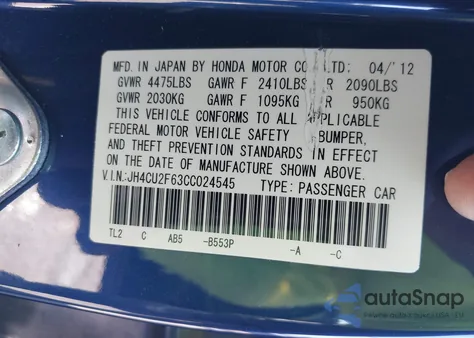 MFD. IN JAPAN BY HONDA MOTOR CO LTD. 04/'12
GVWR 4475LBS GAWR F 2410LBS R 2090LBS
GVWR 2030KG GAWR F 1095KG R 950KG
THIS VEHICLE CONFORMS TO ALL APPLICABLE
FEDERAL MOTOR VEHICLE SAFETY BUMPER,
AND THEFT PREVENTION STANDARDS IN EFFECT
ON THE DATE OF MANUFACTURE SHOWN ABOVE.
V.I.N.:JH4CU2F63CC024545 TYPE: PASSENGER CAR
TL2 C AB5 -B553P -A -C
autoSnap